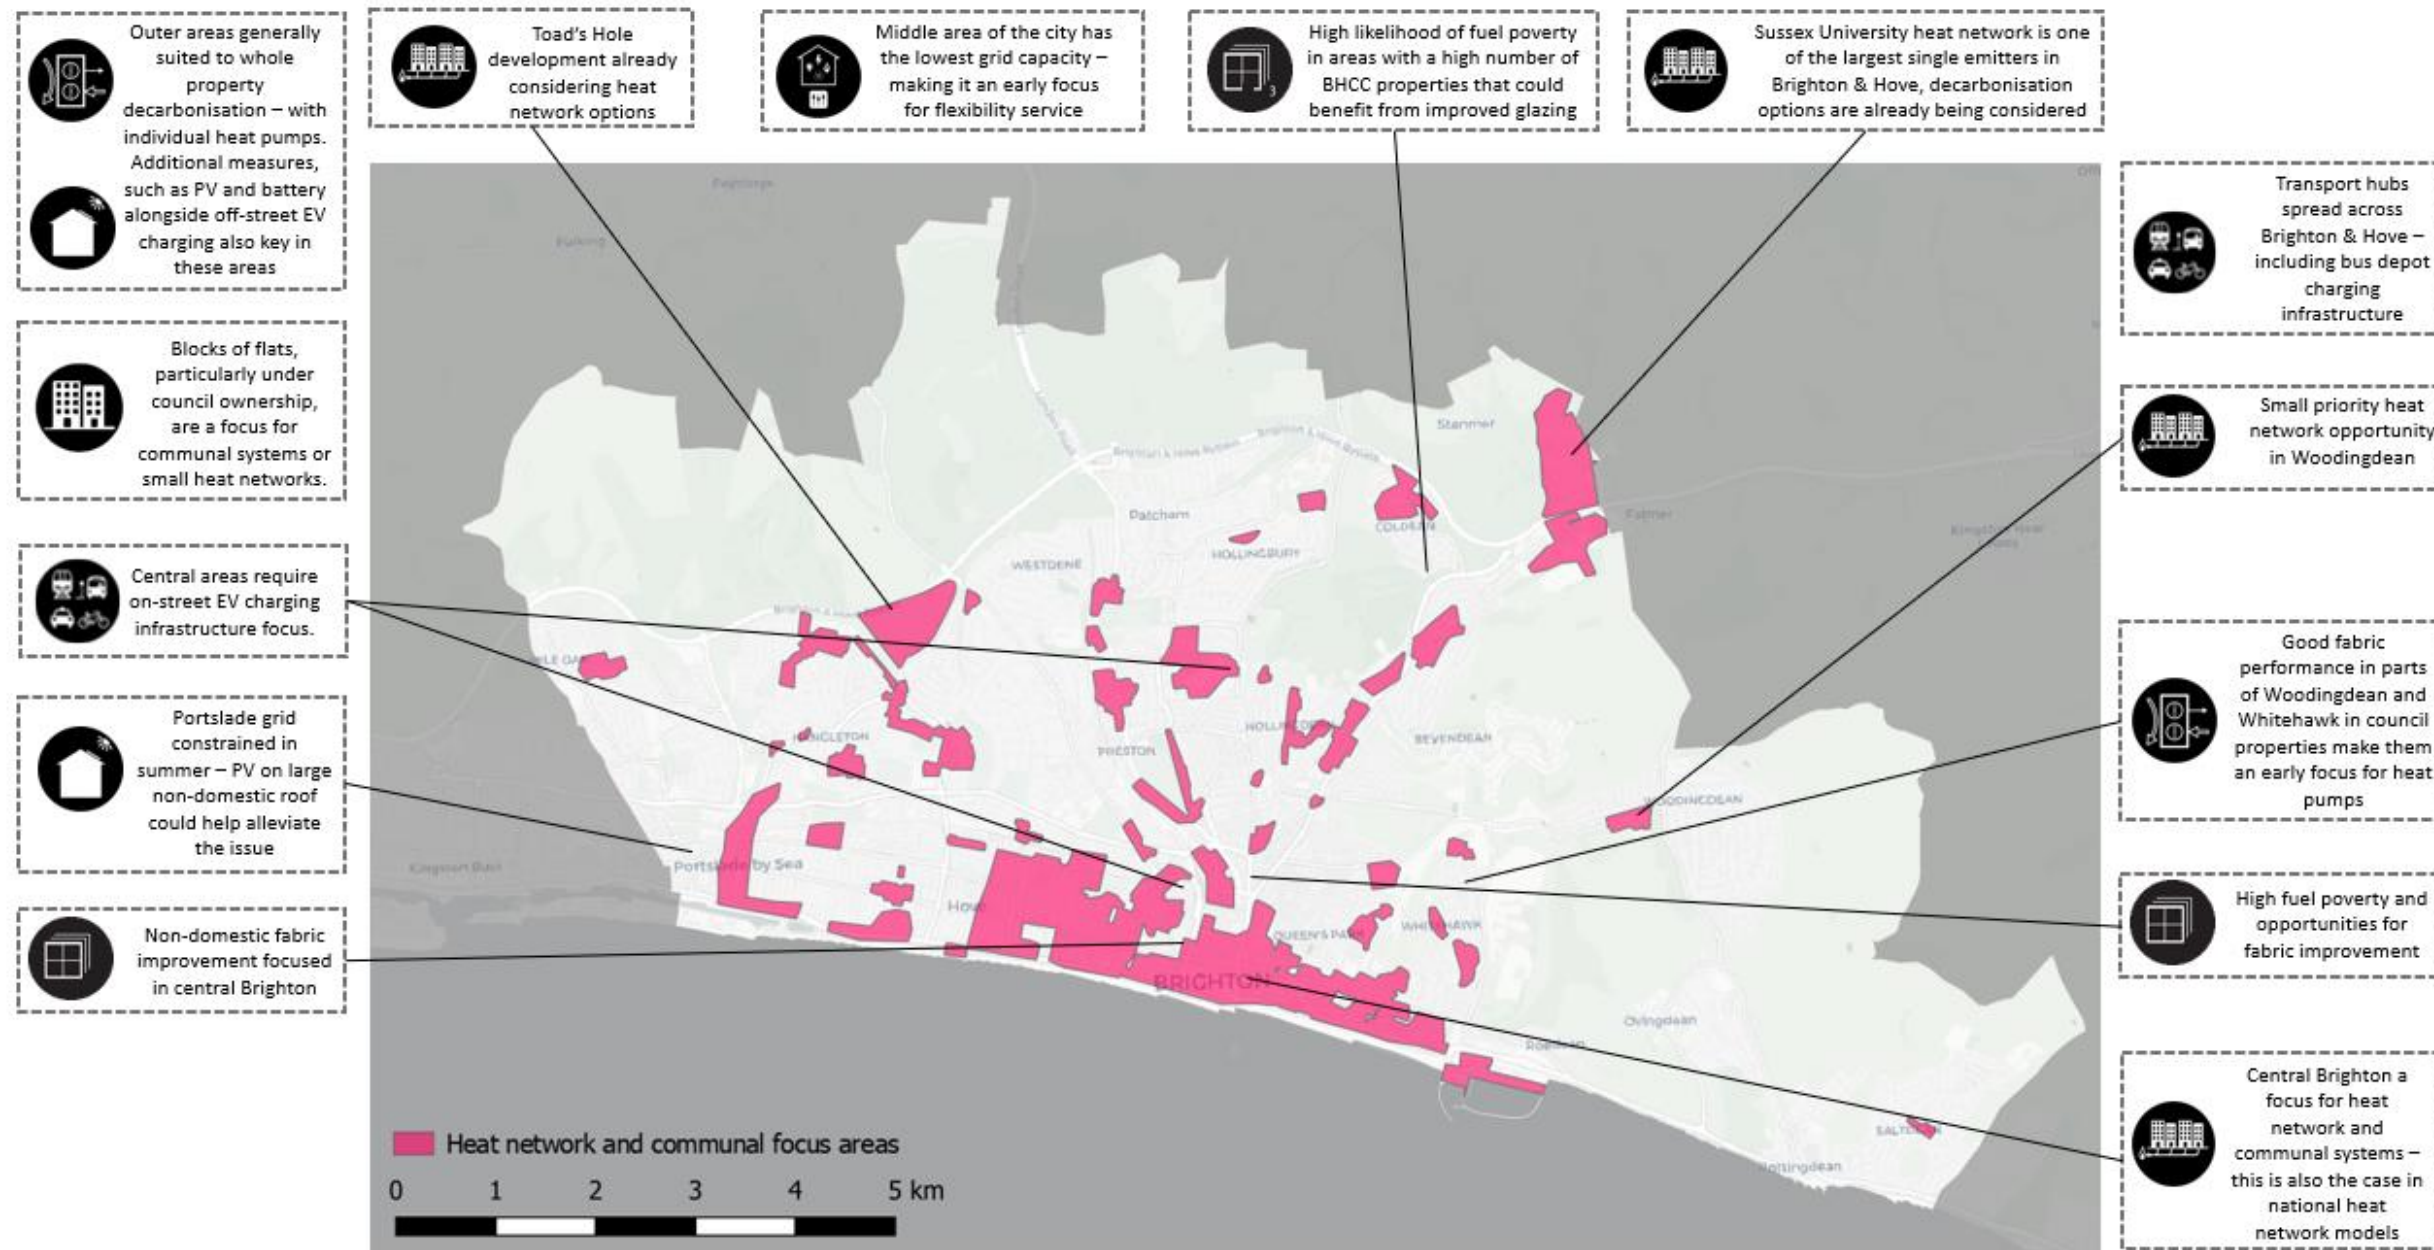 Outer areas generally
suited to whole
property
decarbonisation – with
individual heat pumps.
Additional measures,
such as PV and battery
alongside off-street EV
charging also key in
these areas
Toad's Hole
development already
considering heat
network options
Middle area of the city has
the lowest grid capacity –
making it an early focus
for flexibility service
3
High likelihood of fuel poverty
in areas with a high number of
BHCC properties that could
benefit from improved glazing
Sussex University heat network is one
of the largest single emitters in
Brighton & Hove, decarbonisation
options are already being considered
Transport hubs
spread across
Brighton & Hove –
including bus depot
charging
infrastructure
Blocks of flats,
particularly under
council ownership,
are a focus for
communal systems or
small heat networks.
Small priority heat
network opportunity
in Woodingdean
Central areas require
on-street EV charging
infrastructure focus.
Good fabric
performance in parts
of Woodingdean and
Whitehawk in council
properties make them
an early focus for heat
pumps
Portslade grid
constrained in
summer – PV on large
non-domestic roof
could help alleviate
the issue
High fuel poverty and
opportunities for
fabric improvement
Non-domestic fabric
improvement focused
in central Brighton
Central Brighton a
focus for heat
network and
communal systems –
this is also the case in
national heat
network models
Fulking
London Road
Brighton & Hove Bypass
Brighton & Hove Bypass
Stanmer
Patcham
COLDEAN
Falmer
HOLLINGBURY
WESTDENE
HANGLETON
PRESTON
HOLLINGDEAN
BEVENDEAN
WOODINGDEAN
Portslade by Sea
Hove
QUEEN'S PARK
WHITEHAWK
BRIGHTON
Ovingdean
Roedean
SALTDEAN
Rottingdean
Heat network and communal focus areas
0 1 2 3 4 5 km